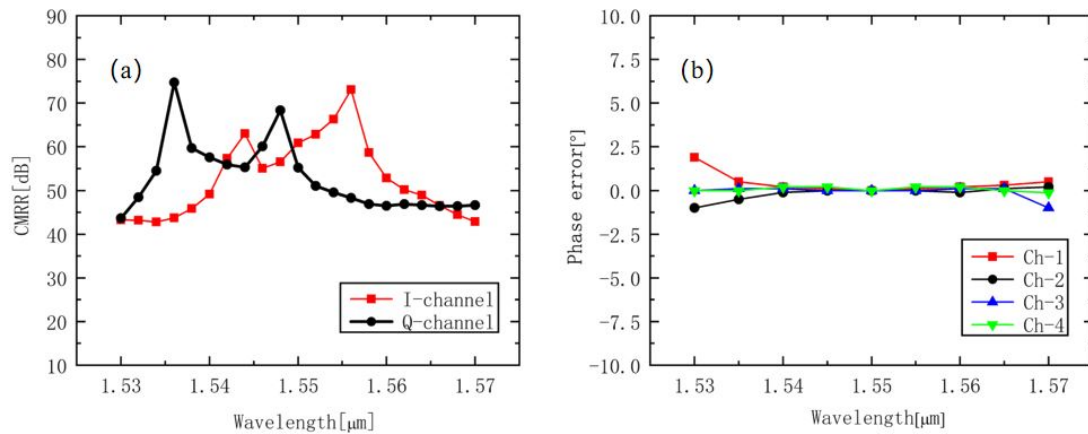 (a)
CMRR[dB]
90
80
70
60
50
40
30
20
10
I-channel
Q-channel
1.53 1.54 1.55 1.56 1.57
Wavelength[μm]
(b)
Phase error[°]
10.0
7.5
5.0
2.5
0.0
-2.5
-5.0
-7.5
-10.0
Ch-1
Ch-2
Ch-3
Ch-4
1.53 1.54 1.55 1.56 1.57
Wavelength[μm]